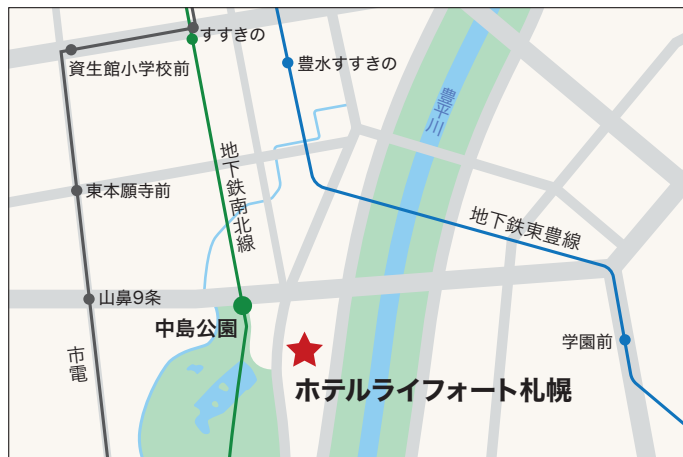 すすきの
資生館小学校前
豊水すすきの
豊平川
地下鉄南北線
東本願寺前
地下鉄東豊線
山鼻9条
中島公園
学園前
市電
ホテルライフォート札幌